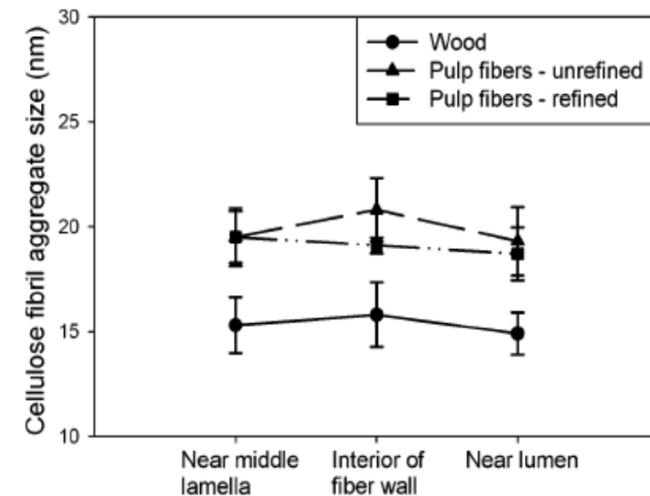 Cellulose fibril aggregate size (nm)
30
25
20
15
10
Wood
Pulp fibers - unrefined
Pulp fibers - refined
Near middle
lamella
Interior of
fiber wall
Near lumen